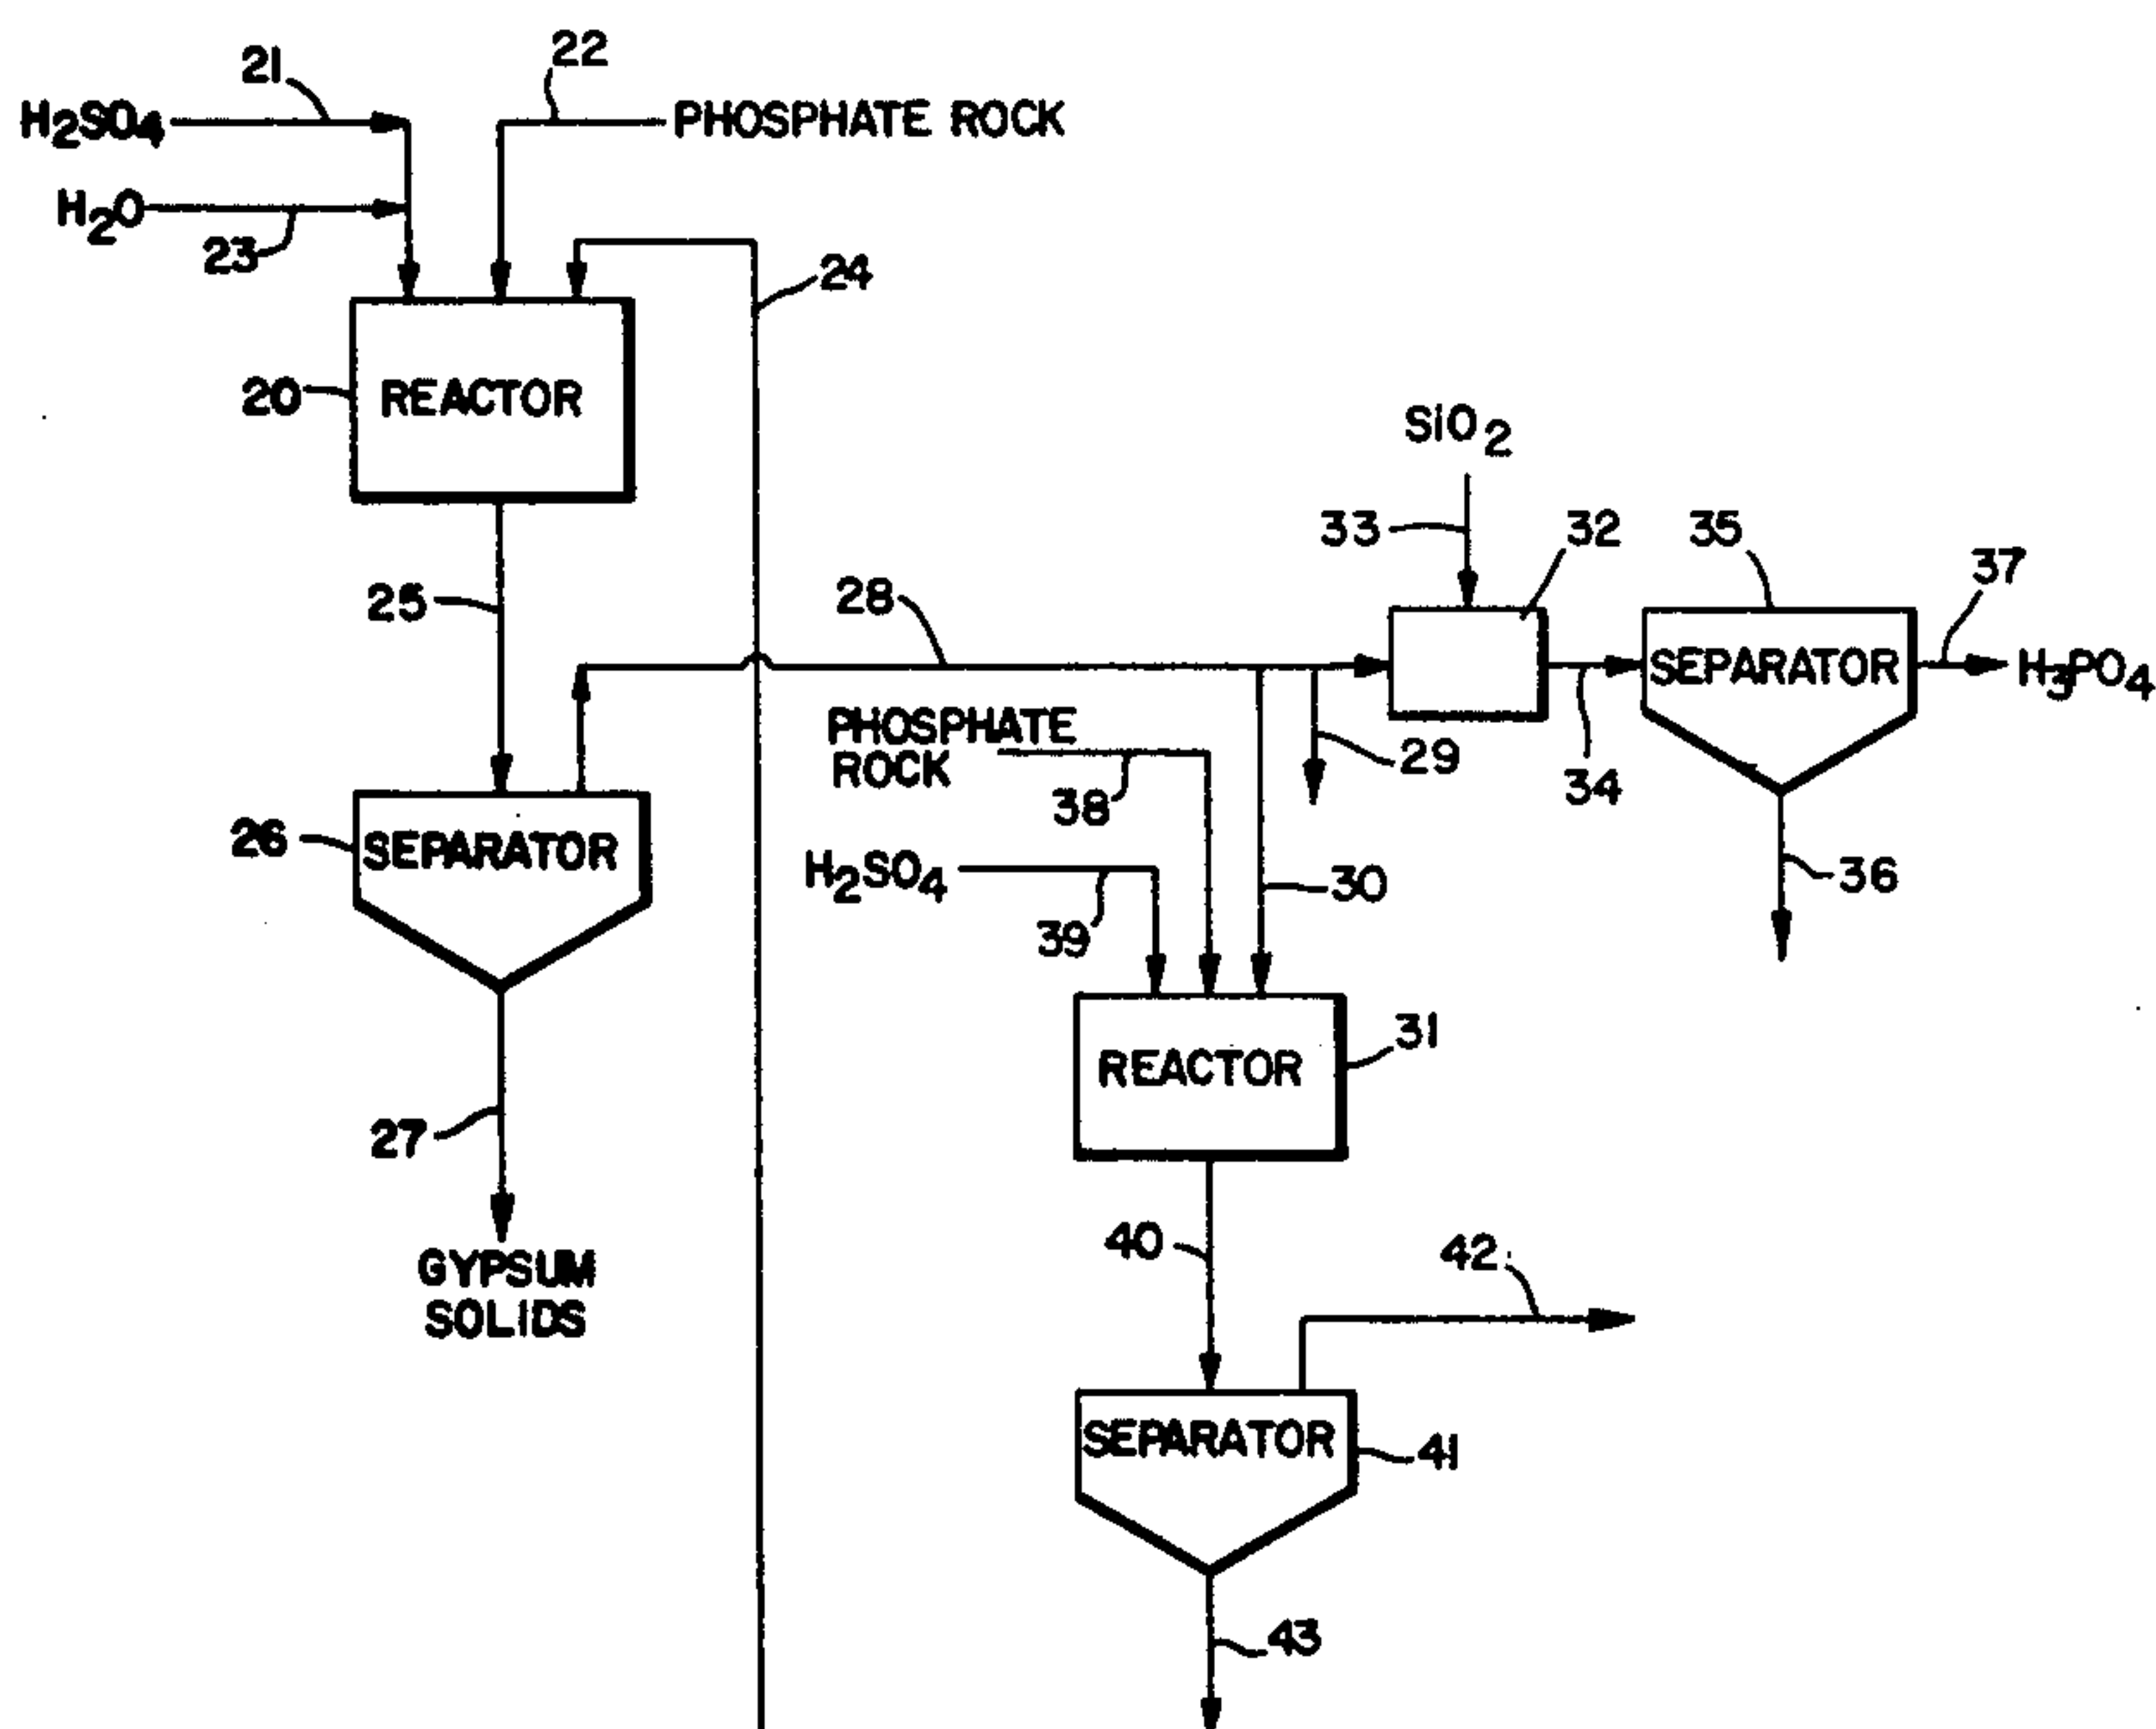 21
22
H2SO4
PHOSPHATE ROCK
H2O
23
24
20
REACTOR
SiO2
33
32
35
37
25
28
SEPARATOR
H3PO4
PHOSPHATE
ROCK
29
34
38
26
SEPARATOR
H2SO4
30
36
39
31
REACTOR
27
40
42
GYPSUM
SOLIDS
SEPARATOR
41
43